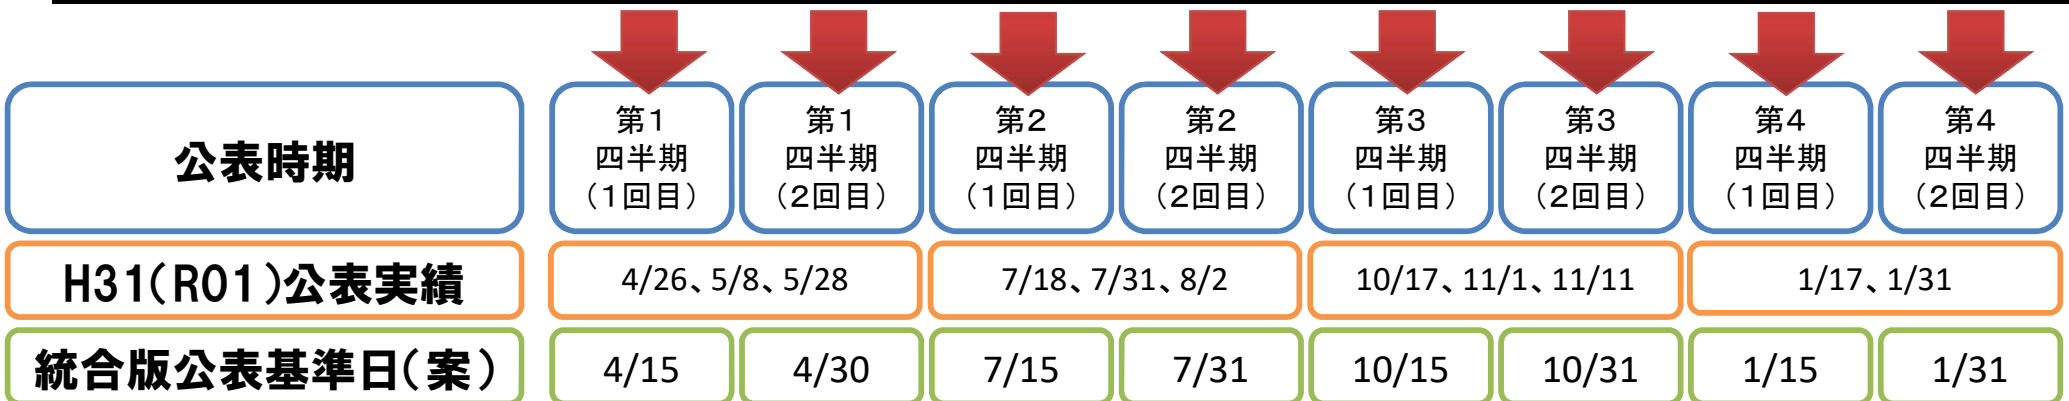 公表時期
第1
四半期
（1回目）
第1
四半期
（2回目）
第2
四半期
（1回目）
第2
四半期
（2回目）
第3
四半期
（1回目）
第3
四半期
（2回目）
第4
四半期
（1回目）
第4
四半期
（2回目）
H31(R01)公表実績
4/26、5/8、5/28
7/18、7/31、8/2
10/17、11/1、11/11
1/17、1/31
統合版公表基準日(案)
4/15
4/30
7/15
7/31
10/15
10/31
1/15
1/31